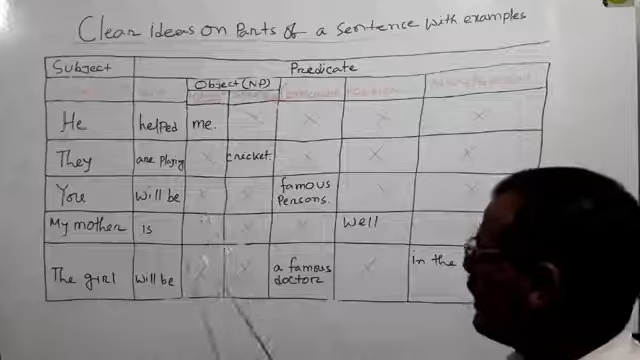 Clear Ideas on Parts of a Sentence with examples
Subject Predicate
Object (NP)
He helped me. × × × ×
They are playing × cricket. × × ×
You will be × × famous persons. × ×
My mother is × × × well
The girl will be × × a famous doctor × in the